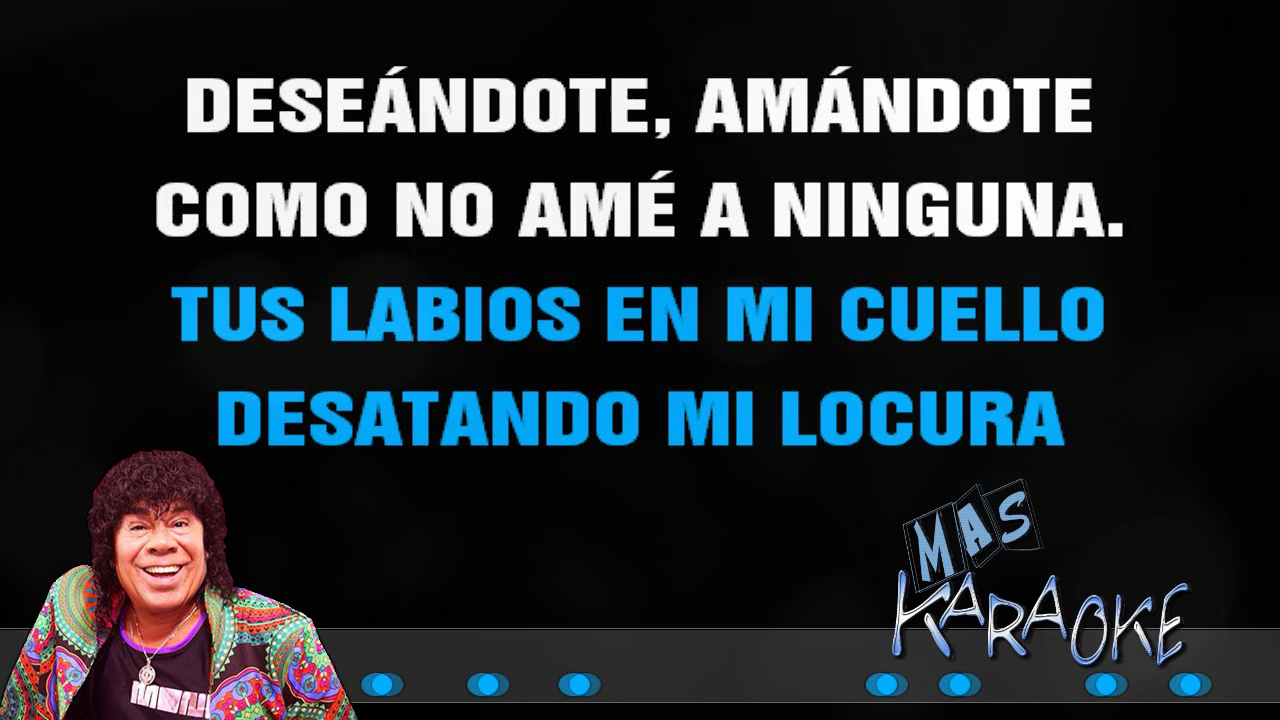 DESEÁNDOTE, AMÁNDOTE
COMO NO AMÉ A NINGUNA.
TUS LABIOS EN MI CUELLO
DESATANDO MI LOCURA
MAS
KARAOKE